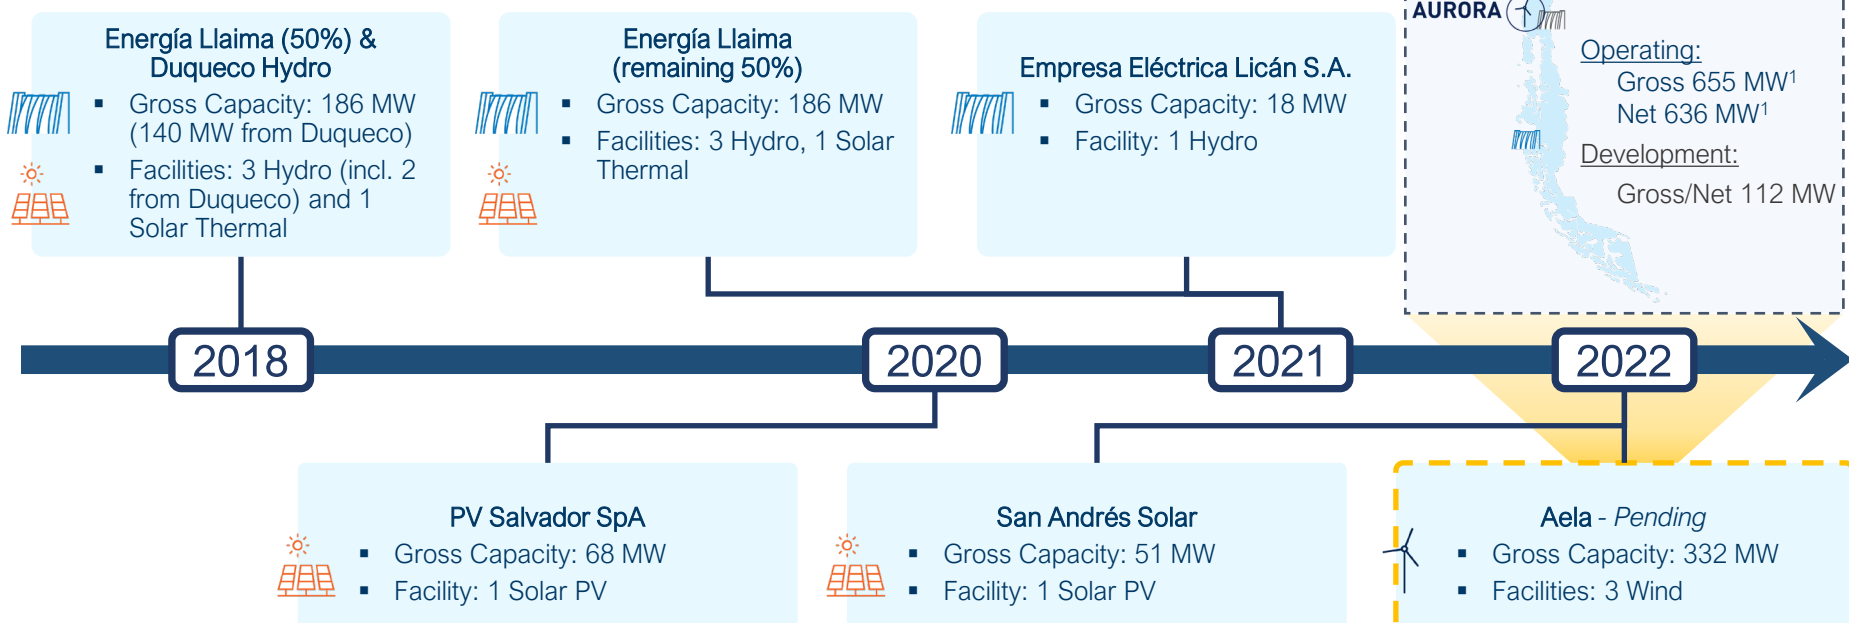 Energía Llaima (50%) &
Duqueco Hydro
▪ Gross Capacity: 186 MW
(140 MW from Duqueco)
▪ Facilities: 3 Hydro (incl. 2
from Duqueco) and 1
Solar Thermal
Energía Llaima
(remaining 50%)
▪ Gross Capacity: 186 MW
▪ Facilities: 3 Hydro, 1 Solar
Thermal
Empresa Eléctrica Licán S.A.
▪ Gross Capacity: 18 MW
▪ Facility: 1 Hydro
AURORA
Operating:
Gross 655 MW¹
Net 636 MW¹
Development:
Gross/Net 112 MW
2018
2020
2021
2022
PV Salvador SpA
▪ Gross Capacity: 68 MW
▪ Facility: 1 Solar PV
San Andrés Solar
▪ Gross Capacity: 51 MW
▪ Facility: 1 Solar PV
Aela - Pending
▪ Gross Capacity: 332 MW
▪ Facilities: 3 Wind